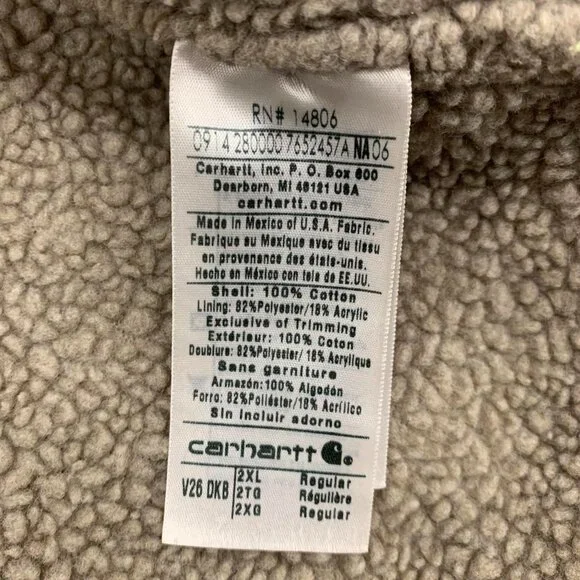 RN# 14806
0914 280000 7652457A NA06
Carhartt, Inc. P. O. Box 600
Dearborn, MI 48121 USA
carhartt.com
Made in Mexico of U.S.A. Fabric.
Fabrique au Mexique avec du tissu
en provenance des états-unis.
Hecho en México con tela de EE.UU.
Shell: 100% Cotton
Lining: 82%Polyester/18% Acrylic
Exclusive of Trimming
Extérieur: 100% Coton
Doublure: 82%Polyester/ 18% Acrylique
Sans garniture
Armazón:100% Algodón
Forro: 82%Poliéster/18% Acrílico
Sin incluir adorno
carhartt
V26 DKB 2XL Regular
2TG Régulière
2XG Regular